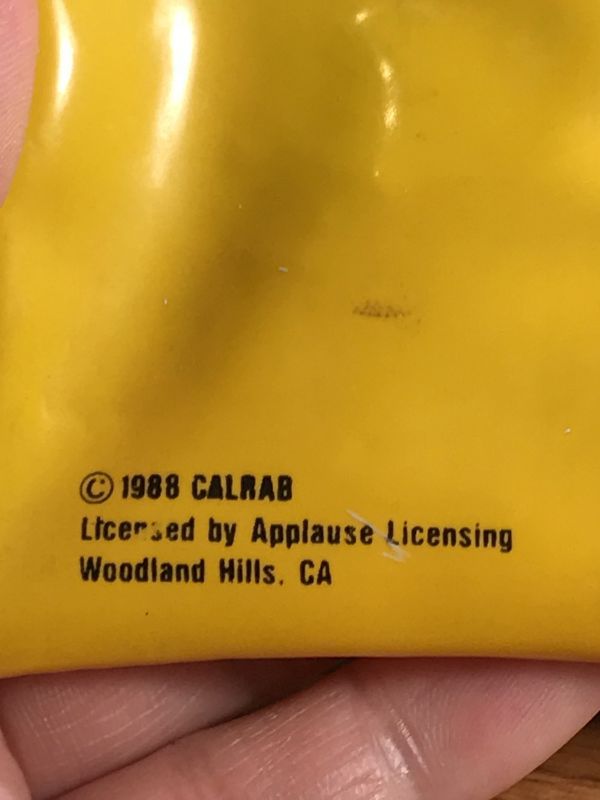 © 1988 CALRAB
Licensed by Applause Licensing
Woodland Hills, CA